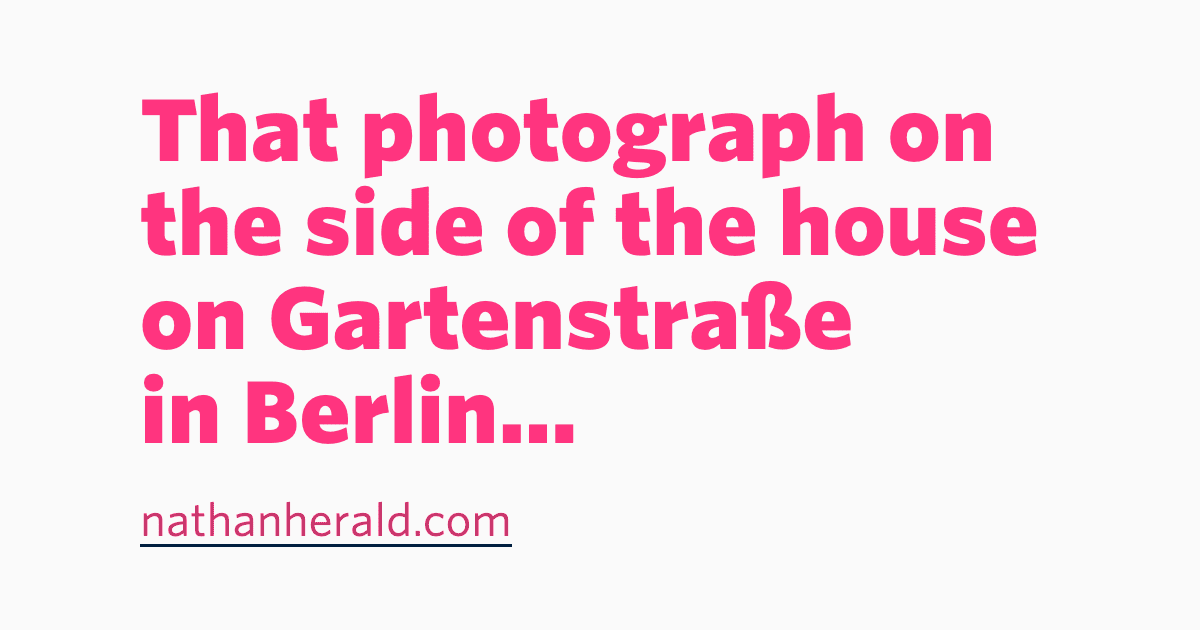 That photograph on
the side of the house
on Gartenstraße
in Berlin...
nathanherald.com